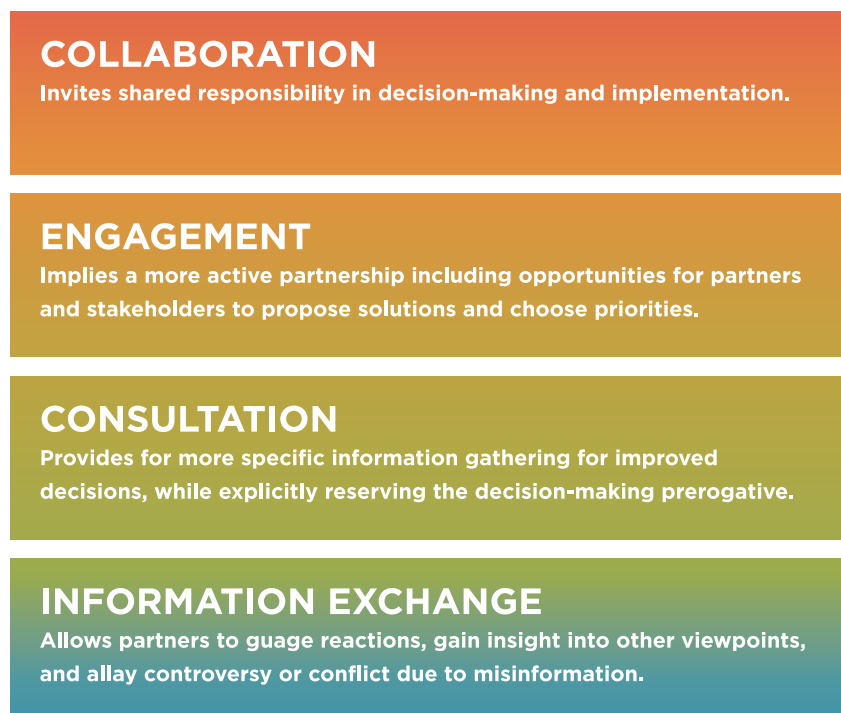 COLLABORATION
Invites shared responsibility in decision-making and implementation.
ENGAGEMENT
Implies a more active partnership including opportunities for partners
and stakeholders to propose solutions and choose priorities.
CONSULTATION
Provides for more specific information gathering for improved
decisions, while explicitly reserving the decision-making prerogative.
INFORMATION EXCHANGE
Allows partners to guage reactions, gain insight into other viewpoints,
and allay controversy or conflict due to misinformation.